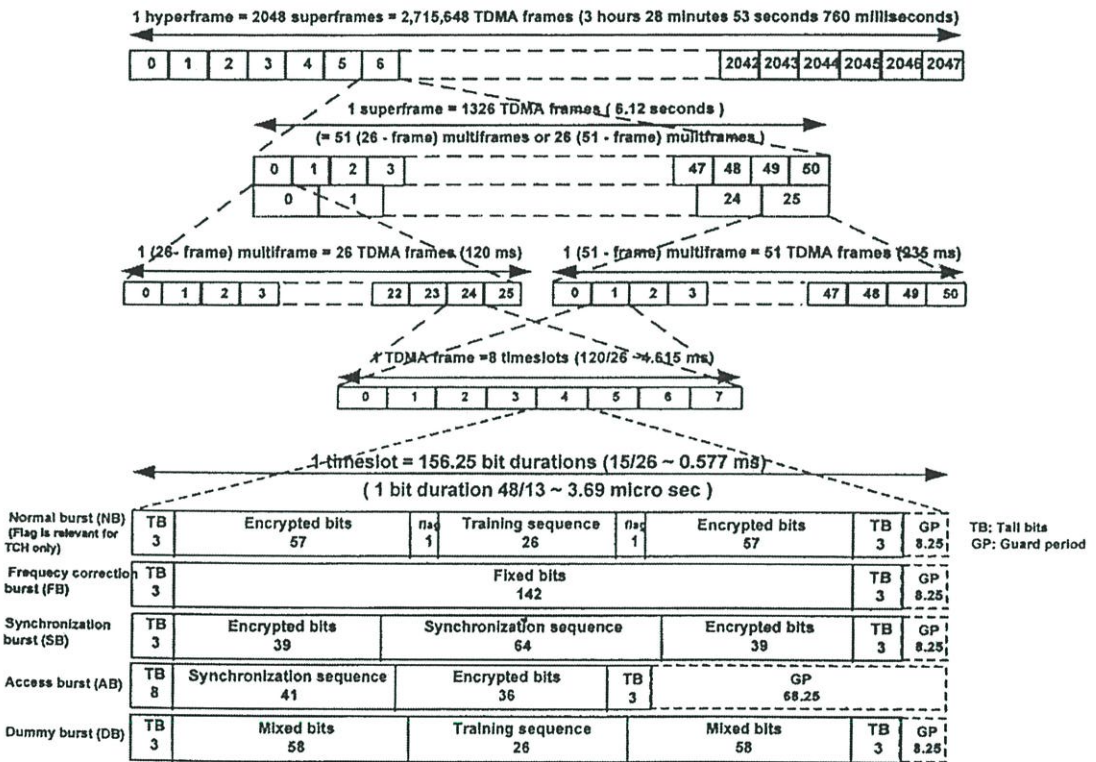 1 hyperframe = 2048 superframes = 2,715,648 TDMA frames (3 hours 28 minutes 53 seconds 760 milliseconds)
0 1 2 3 4 5 6 2042 2043 2044 2045 2046 2047
1 superframe = 1326 TDMA frames ( 6.12 seconds )
(= 51 (26 - frame) multiframes or 26 (51 - frame) multframes )
0 1 2 3 47 48 49 50
0 1 24 25
1 (26- frame) multiframe = 26 TDMA frames (120 ms)
1 (51 - frame) multiframe = 51 TDMA frames (235 ms)
0 1 2 3 22 23 24 25
0 1 2 3 47 48 49 50
1 TDMA frame =8 timeslots (120/26 ~4.615 ms)
0 1 2 3 4 5 6 7
1 timeslot = 156.25 bit durations (15/26 ~ 0.577 ms)
( 1 bit duration 48/13 ~ 3.69 micro sec )
Normal burst (NB)
(Flag is relevant for
TCH only)
TB Encrypted bits flag Training sequence flag Encrypted bits TB GP
3 57 1 26 1 57 3 8.25
TB: Tail bits
GP: Guard period
Frequecy correction
burst (FB)
TB Fixed bits TB GP
3 142 3 8.25
Synchronization
burst (SB)
TB Encrypted bits Synchronization sequence Encrypted bits TB GP
3 39 64 39 3 8.25
Access burst (AB)
TB Synchronization sequence Encrypted bits TB GP
8 41 36 3 68.25
Dummy burst (DB)
TB Mixed bits Training sequence Mixed bits TB GP
3 58 26 58 3 8.25